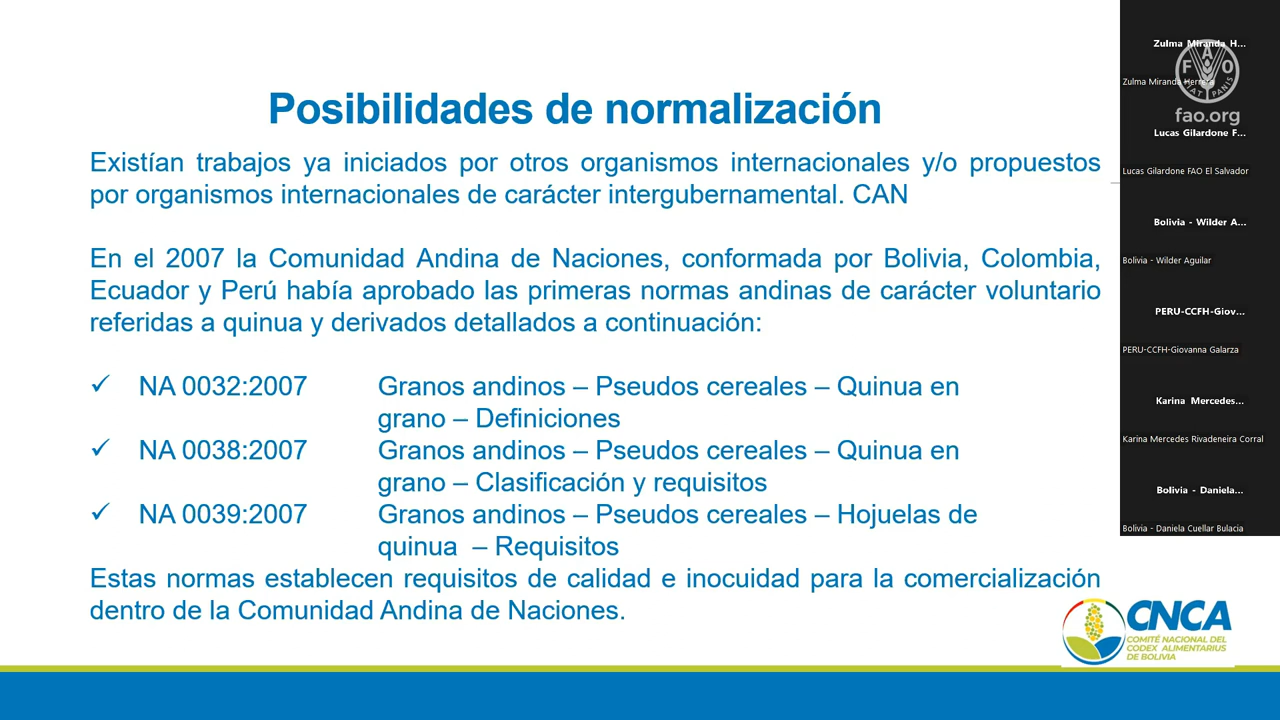 Posibilidades de normalización
Existían trabajos ya iniciados por otros organismos internacionales y/o propuestos
por organismos internacionales de carácter intergubernamental. CAN
En el 2007 la Comunidad Andina de Naciones, conformada por Bolivia, Colombia,
Ecuador y Perú había aprobado las primeras normas andinas de carácter voluntario
referidas a quinua y derivados detallados a continuación:
✓ NA 0032:2007 Granos andinos – Pseudos cereales – Quinua en
grano – Definiciones
✓ NA 0038:2007 Granos andinos – Pseudos cereales – Quinua en
grano – Clasificación y requisitos
✓ NA 0039:2007 Granos andinos – Pseudos cereales – Hojuelas de
quinua – Requisitos
Estas normas establecen requisitos de calidad e inocuidad para la comercialización
dentro de la Comunidad Andina de Naciones.
CNCA
COMITÉ NACIONAL DEL
CODEX ALIMENTARIUS
DE BOLIVIA
Zulma Miranda H...
Zulma Miranda Herrera
FAO
FIAT PANIS
fao.org
Lucas Gilardone F...
Lucas Gilardone FAO El Salvador
Bolivia - Wilder A...
Bolivia - Wilder Aguilar
PERU-CCFH-Giov...
PERU-CCFH-Giovanna Galarza
Karina Mercedes...
Karina Mercedes Rivadeneira Corral
Bolivia - Daniela...
Bolivia - Daniela Cuellar Bulacia